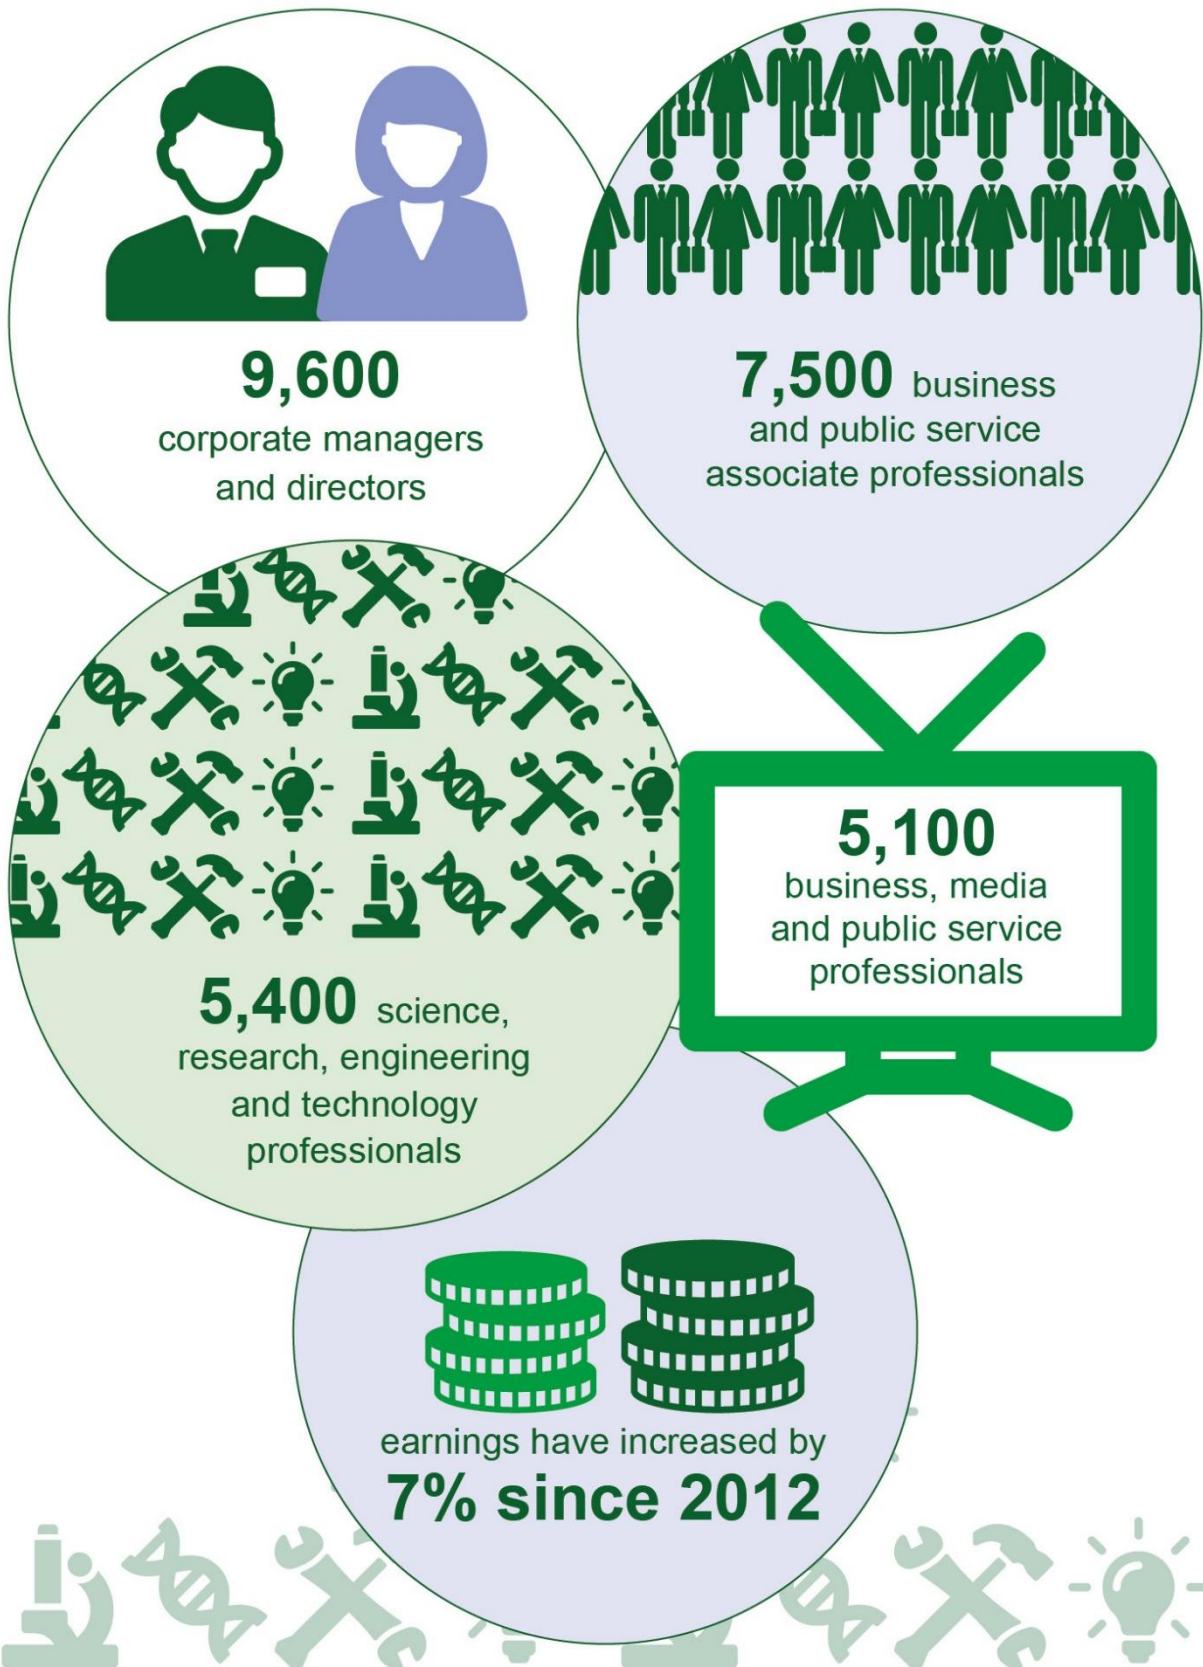 9,600
corporate managers
and directors
7,500 business
and public service
associate professionals
5,100
business, media
and public service
professionals
5,400 science,
research, engineering
and technology
professionals
earnings have increased by
7% since 2012